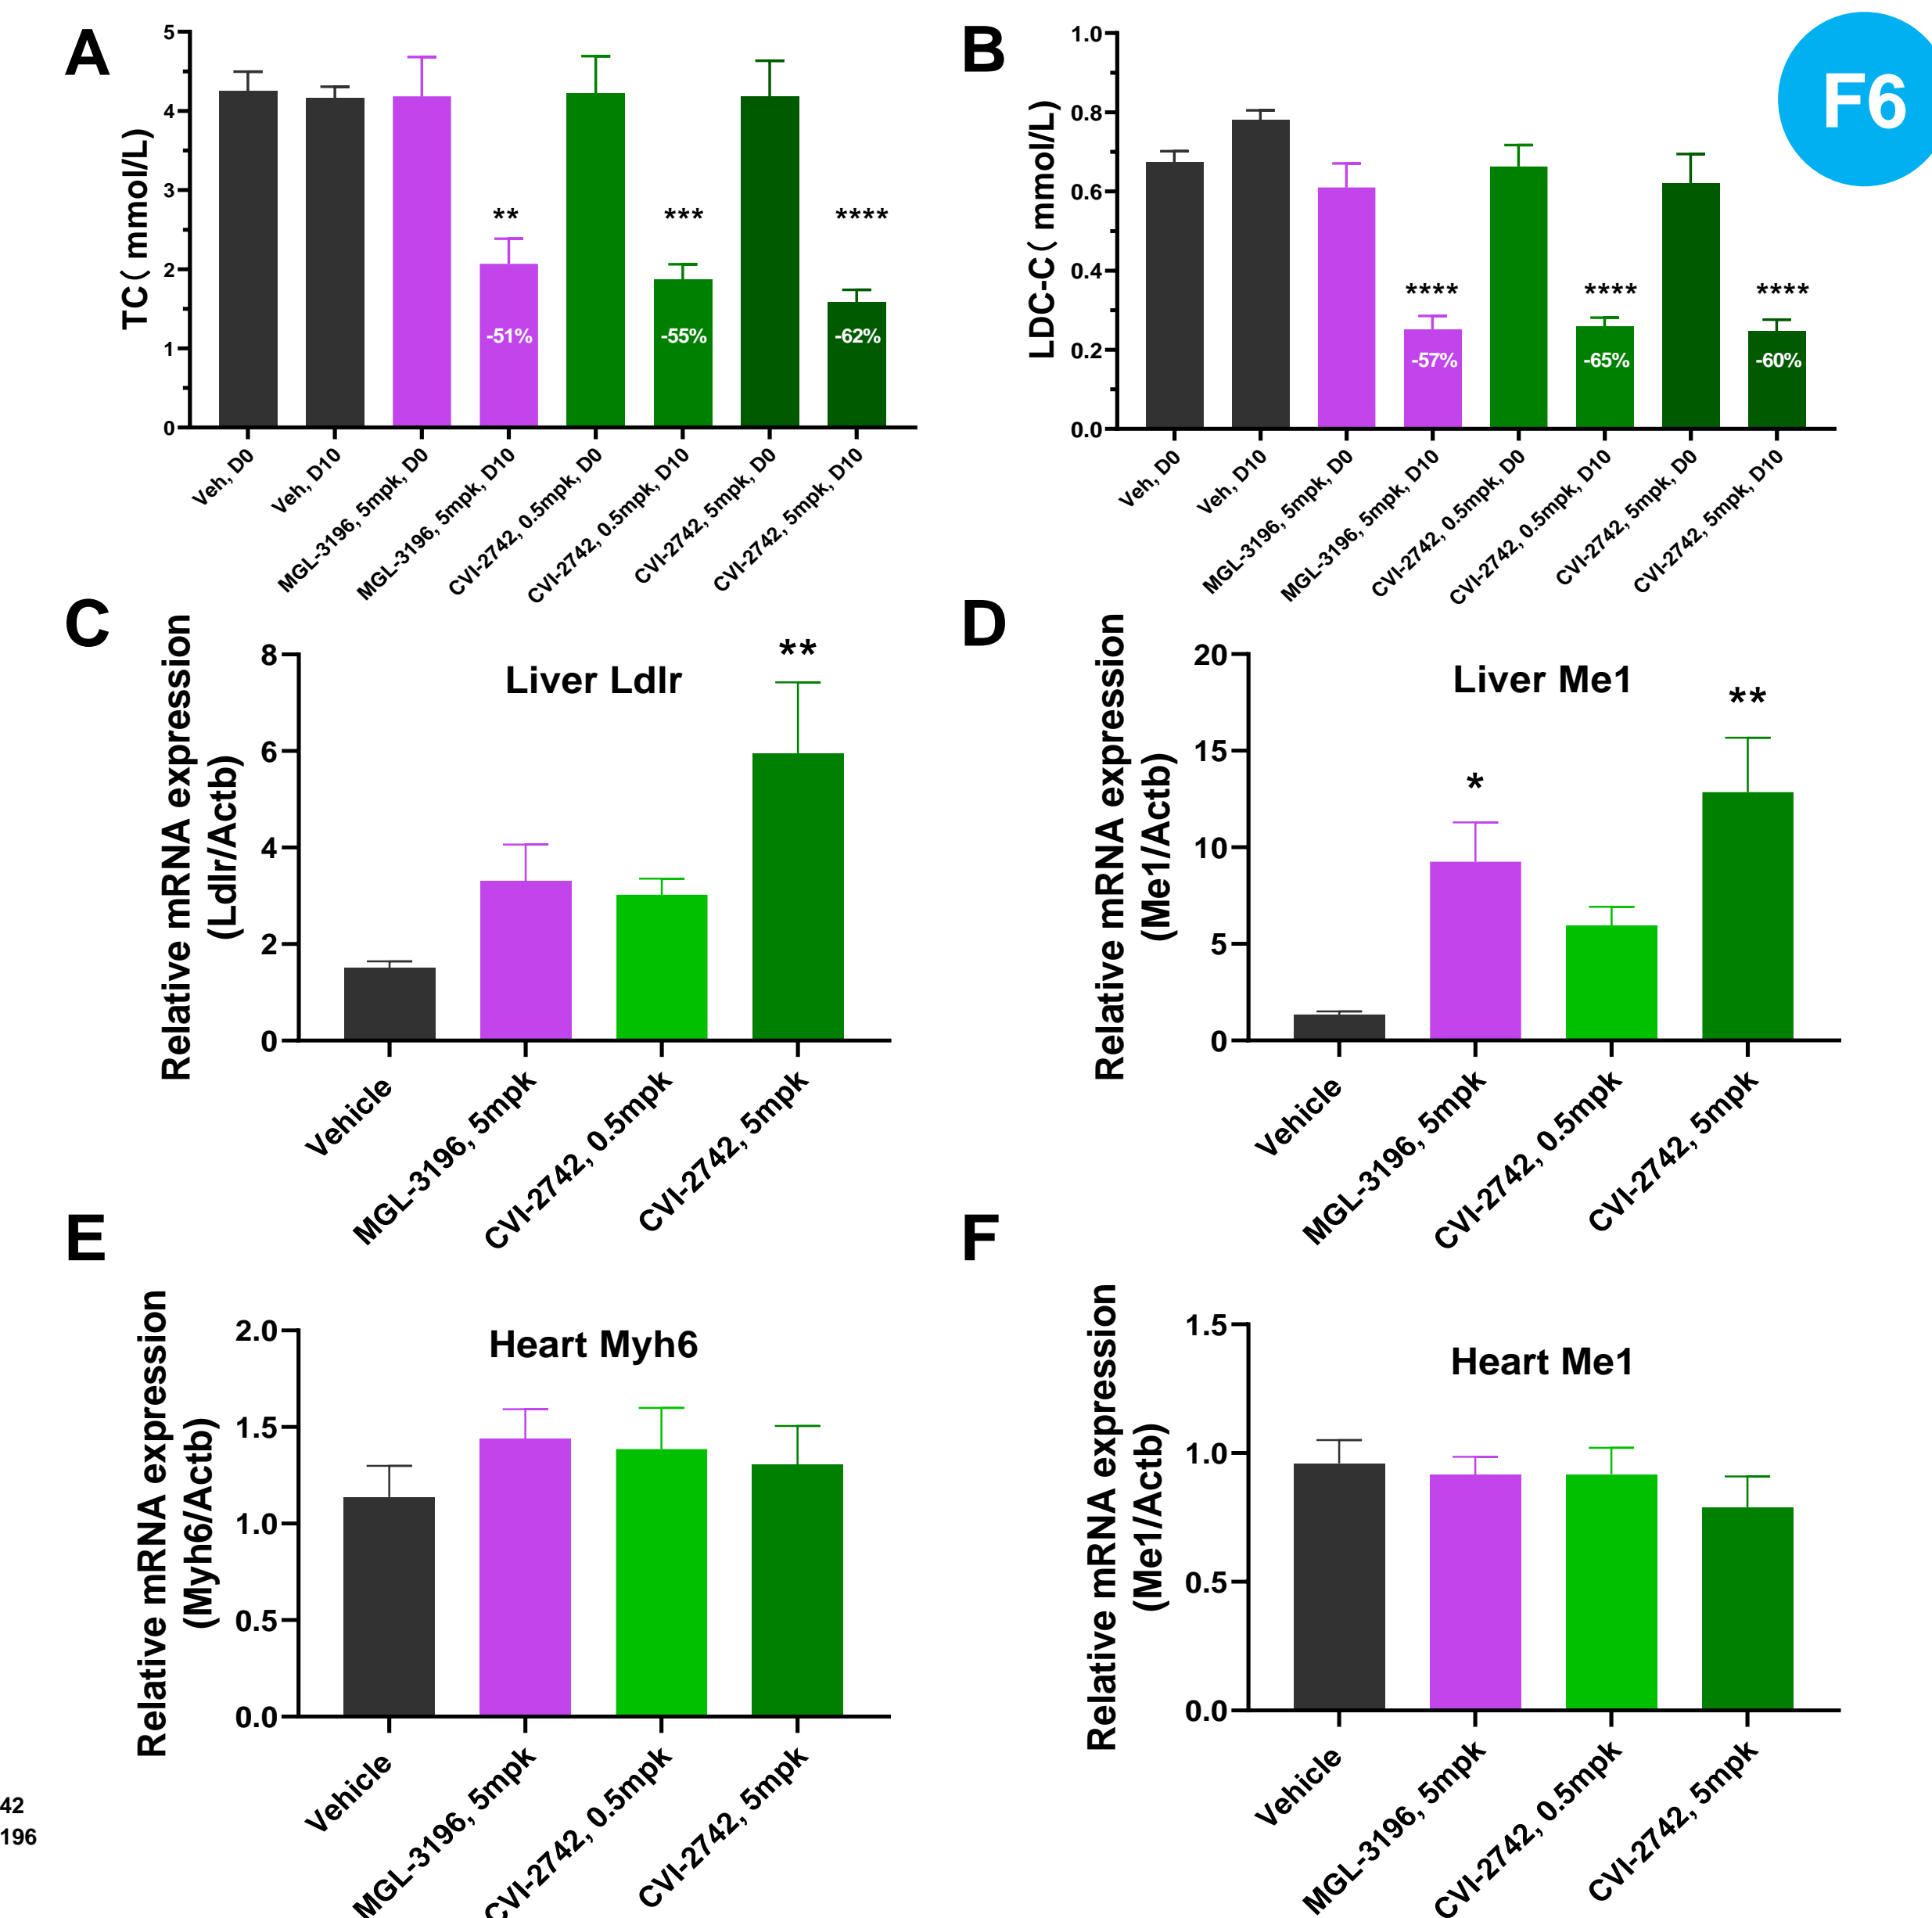 A
TC( mmol/L)
5
4
3
2
1
0
**
***
****
-51%
-55%
-62%
Veh, D0
Veh, D10
MGL-3196, 5mpk, D0
MGL-3196, 5mpk, D10
CVI-2742, 0.5mpk, D0
CVI-2742, 0.5mpk, D10
CVI-2742, 5mpk, D0
CVI-2742, 5mpk, D10
B
F6
LDC-C( mmol/L)
1.0
0.8
0.6
0.4
0.2
0.0
****
****
****
-57%
-65%
-60%
Veh, D0
Veh, D10
MGL-3196, 5mpk, D0
MGL-3196, 5mpk, D10
CVI-2742, 0.5mpk, D0
CVI-2742, 0.5mpk, D10
CVI-2742, 5mpk, D0
CVI-2742, 5mpk, D10
C
Relative mRNA expression
(Ldlr/Actb)
Liver Ldlr
8
6
4
2
0
**
Vehicle
MGL-3196, 5mpk
CVI-2742, 0.5mpk
CVI-2742, 5mpk
D
Relative mRNA expression
(Me1/Actb)
Liver Me1
20
15
10
5
0
*
**
Vehicle
MGL-3196, 5mpk
CVI-2742, 0.5mpk
CVI-2742, 5mpk
E
Relative mRNA expression
(Myh6/Actb)
Heart Myh6
2.0
1.5
1.0
0.5
0.0
Vehicle
MGL-3196, 5mpk
CVI-2742, 0.5mpk
CVI-2742, 5mpk
F
Relative mRNA expression
(Me1/Actb)
Heart Me1
1.5
1.0
0.5
0.0
Vehicle
MGL-3196, 5mpk
CVI-2742, 0.5mpk
CVI-2742, 5mpk
42
196